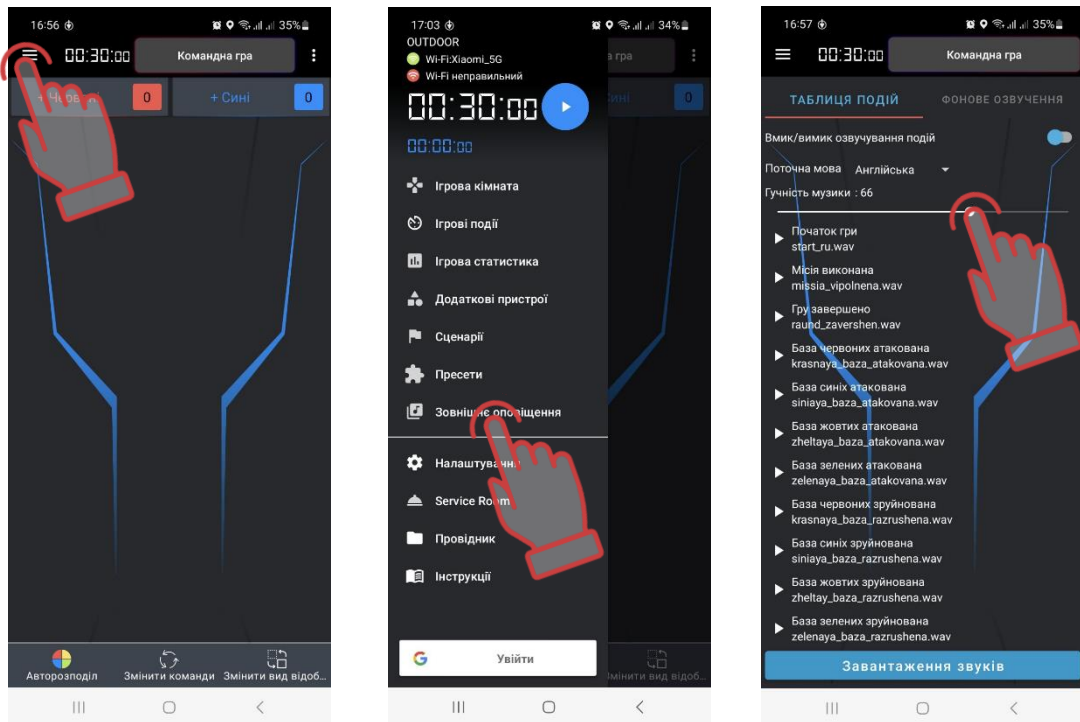 16:56
35%
00:30:00
Командна гра
0
+ Сині
0
Авторозподіл
Змінити команди
Змінити вид відоб...
17:03
34%
OUTDOOR
Wi-Fi:Xiaomi_5G
Wi-Fi неправильний
а гра
00:30:00
Сині
0
00:00:00
Ігрова кімната
Ігрові події
Ігрова статистика
Додаткові пристрої
Сценарії
Пресети
Зовнішнє оповіщення
Налаштування
Service Room
Провідник
Інструкції
Увійти
мінити вид відоб...
16:57
35%
00:30:00
Командна гра
ТАБЛИЦЯ ПОДІЙ
ФОНОВЕ ОЗВУЧЕННЯ
Вмик/вимик озвучування подій
Поточна мова Англійська
Гучність музики : 66
Початок гри
start_ru.wav
Місія виконана
missia_vipolnena.wav
Гру завершено
raund_zavershen.wav
База червоних атакована
krasnaya_baza_atakovana.wav
База синіх атакована
siniaya_baza_atakovana.wav
База жовтих атакована
zheltaya_baza_atakovana.wav
База зелених атакована
zelenaya_baza_atakovana.wav
База червоних зруйнована
krasnaya_baza_razrushena.wav
База синіх зруйнована
siniaya_baza_razrushena.wav
База жовтих зруйнована
zheltay_baza_razrushena.wav
База зелених зруйнована
zelenaya_baza_razrushena.wav
Завантаження звуків